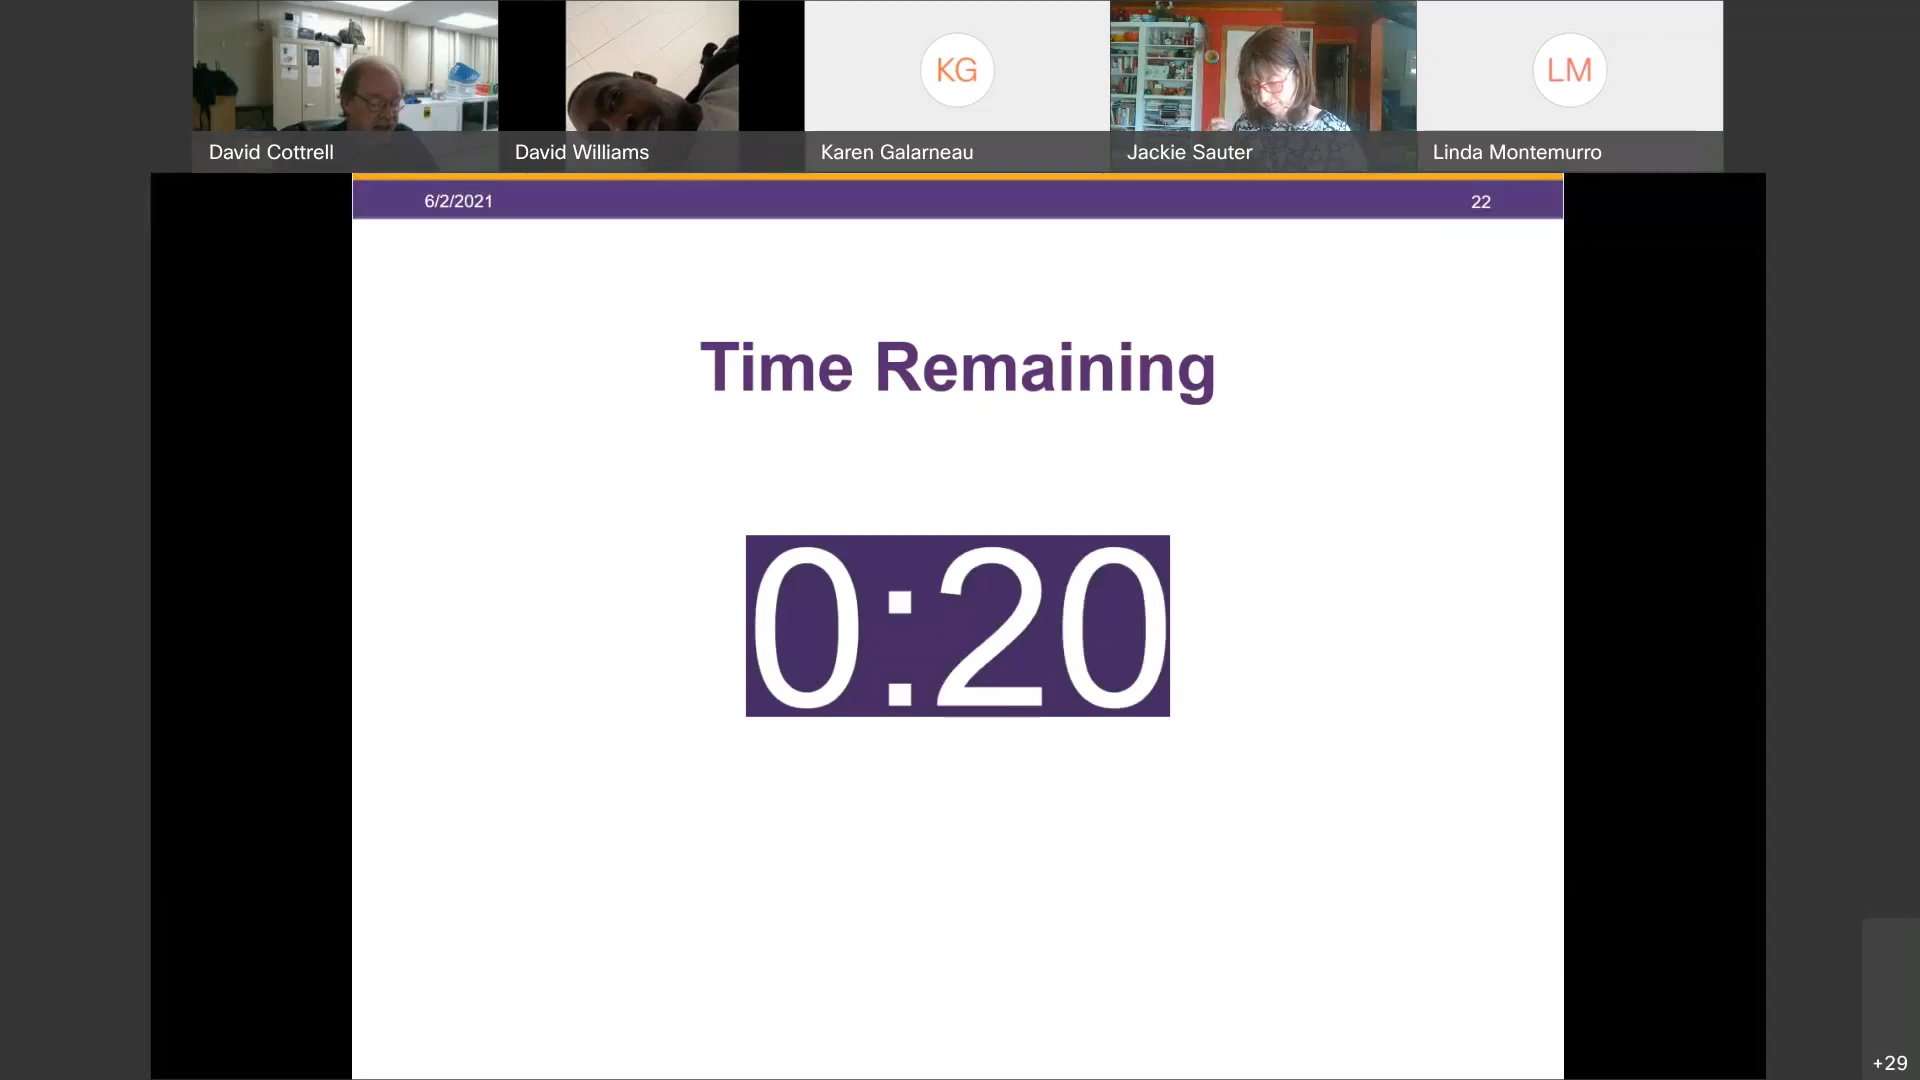 KG
LM
David Cottrell
David Williams
Karen Galarneau
Jackie Sauter
Linda Montemurro
6/2/2021
22
Time Remaining
0:20
+29